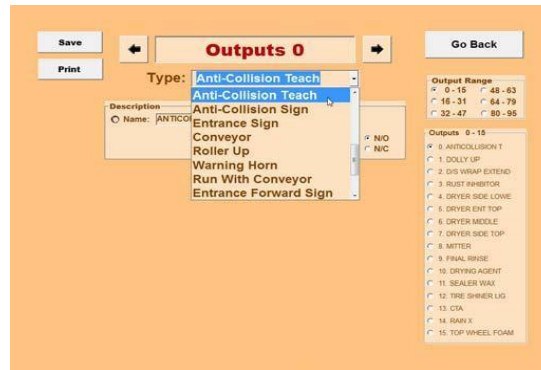 Save
Print
Outputs 0
Go Back
Type: Anti-Collision Teach
Anti-Collision Teach
Anti-Collision Sign
Entrance Sign
Conveyor
Roller Up
Warning Horn
Run With Conveyor
Entrance Forward Sign
Description
Name: ANTICOL
N/O
N/C
Output Range
0 - 15 48 - 63
16 - 31 64 - 79
32 - 47 80 - 95
Outputs 0 - 15
0. ANTICOLLISION T
1. DOLLY UP
2. D/S WRAP EXTEND
3. RUST INHIBITOR
4. DRYER SIDE LOWE
5. DRYER ENT TOP
6. DRYER MIDDLE
7. DRYER SIDE TOP
8. MITTER
9. FINAL RINSE
10. DRYING AGENT
11. SEALER WAX
12. TIRE SHINER LIG
13. CTA
14. RAIN X
15. TOP WHEEL FOAM